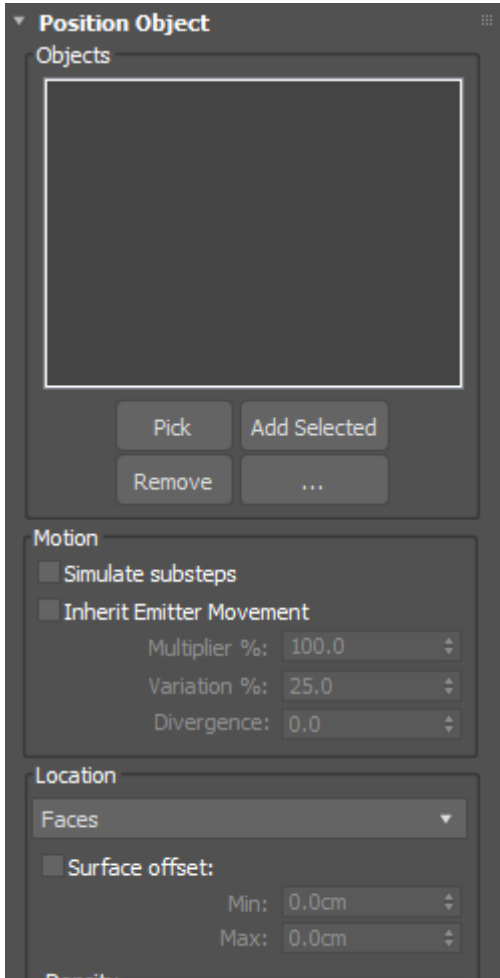 Position Object
Objects
Pick
Add Selected
Remove
...
Motion
Simulate substeps
Inherit Emitter Movement
Multiplier %: 100.0
Variation %: 25.0
Divergence: 0.0
Location
Faces
Surface offset:
Min: 0.0cm
Max: 0.0cm
Density